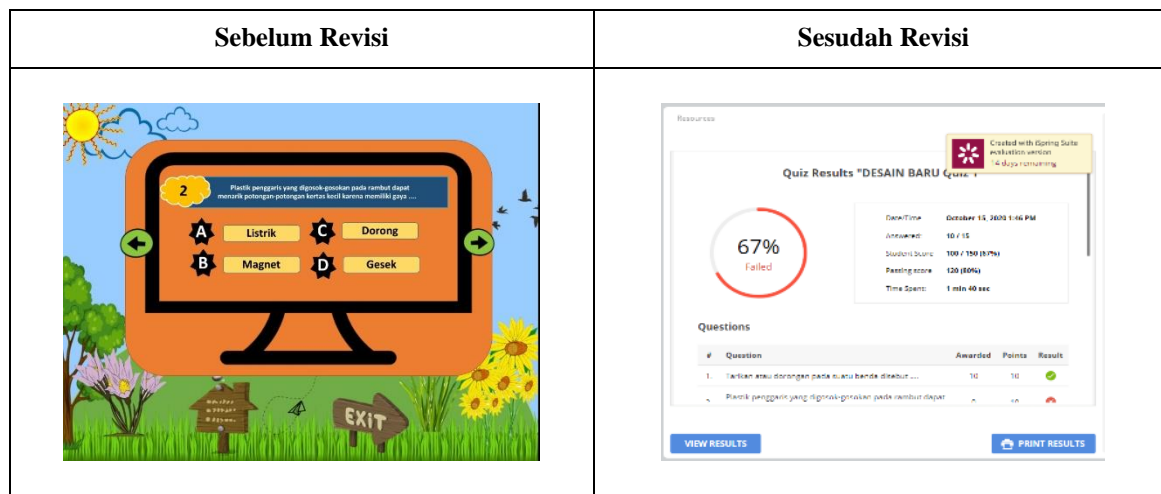 Sebelum Revisi
Sesudah Revisi
2
Plastik penggaris yang digosok-gosokan pada rambut dapat
menarik potongan-potongan kertas kecil karena memiliki gaya ....
A Listrik
C Dorong
B Magnet
D Gesek
EXIT
Resources
Created with iSpring Suite
evaluation version
14 days remaining
Quiz Results "DESAIN BARU
67%
Failed
Date/Time October 15, 2020 1:46 PM
Answered: 10 / 15
Student Score 100 / 150 (67%)
Passing score 120 (80%)
Time Spent: 1 min 40 sec
Questions
# Question Awarded Points Result
1. Tarikan atau dorongan pada suatu benda disebut .... 10 10
Plastik penggaris yang digosok-gosokan pada rambut dapat
VIEW RESULTS
PRINT RESULTS